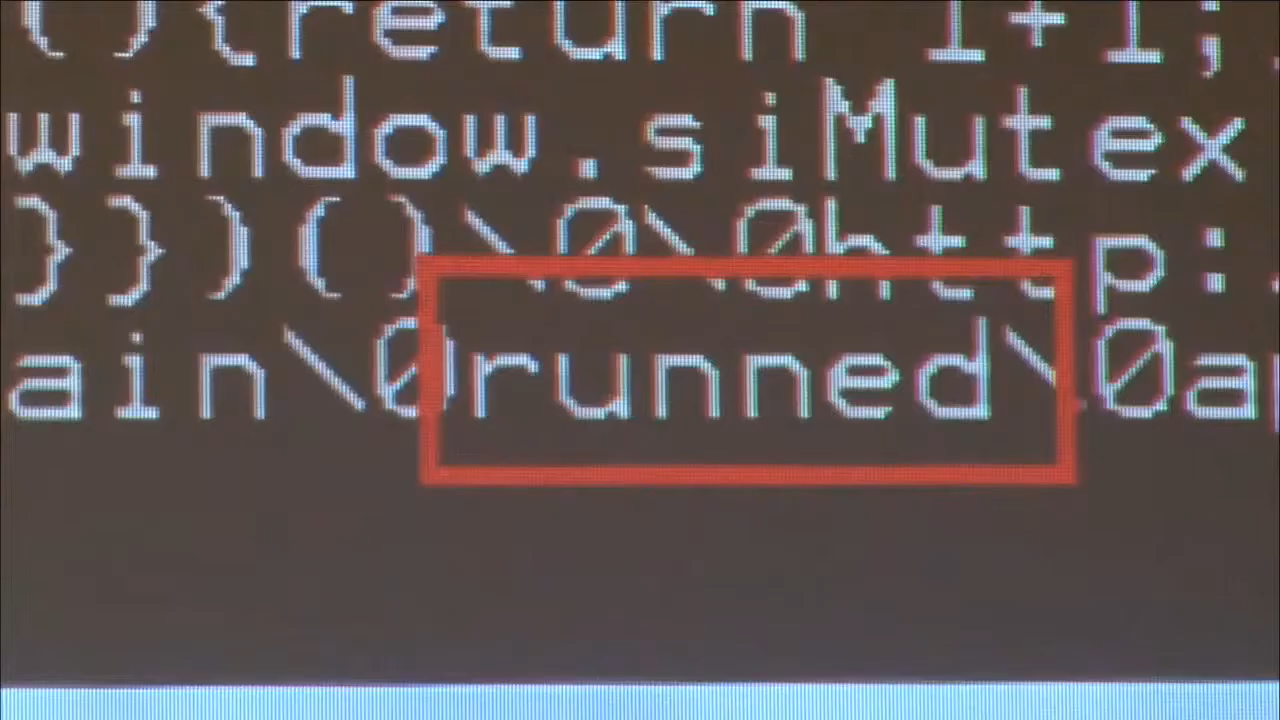 (){return 1+1;
window.siMutex
}})()\0\0http:
ain\0runned\0a